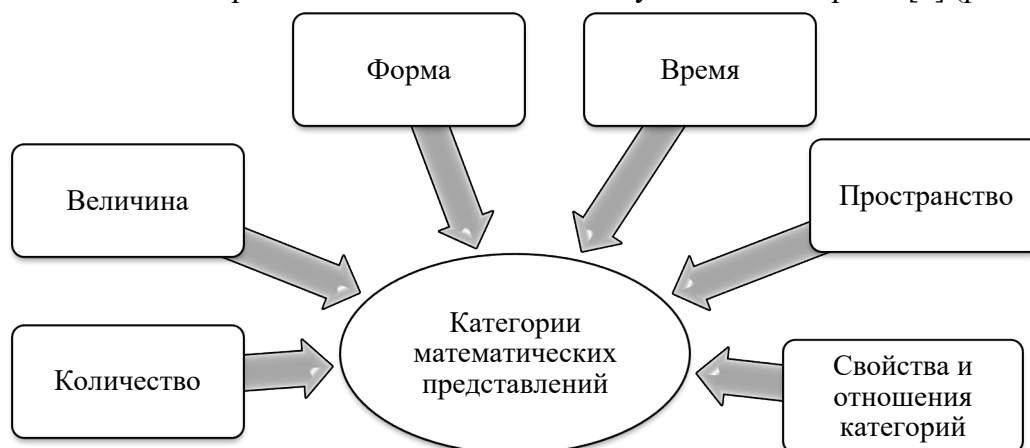 Форма
Время
Величина
Пространство
Категории
математических
представлений
Количество
Свойства и
отношения
категорий